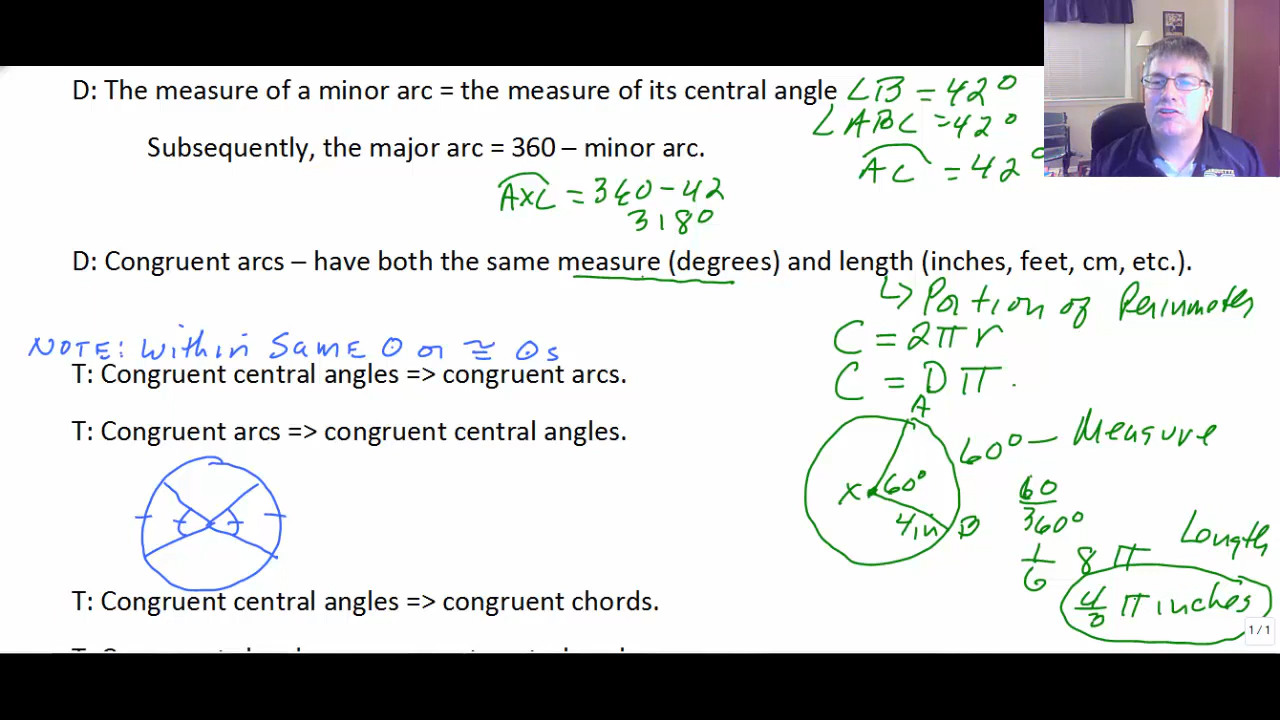 D: The measure of a minor arc = the measure of its central angle ∠B = 42°
∠ABC = 42°
Subsequently, the major arc = 360 – minor arc.
AC = 42°
AXC = 360 - 42
318°
D: Congruent arcs – have both the same measure (degrees) and length (inches, feet, cm, etc.).
↳ Portion of
C = 2πr
NOTE: Within Same ⊙ or ≅ ⊙s
T: Congruent central angles => congruent arcs.
C = Dπ
A
T: Congruent arcs => congruent central angles.
60° — Measure
X 60°
4in B
60
360°
Length
1
6 8 π
T: Congruent central angles => congruent chords.
π inches
1/1